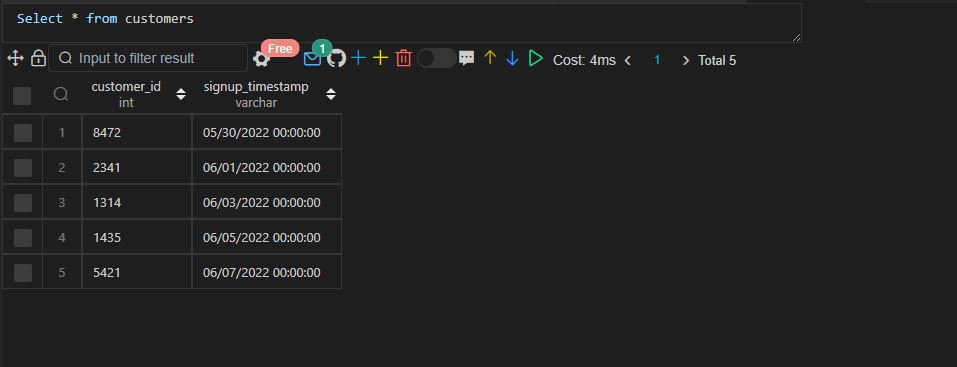 Select * from customers
Input to filter result Free 1 Cost: 4ms 1 Total 5
customer_id signup_timestamp
int varchar
1 8472 05/30/2022 00:00:00
2 2341 06/01/2022 00:00:00
3 1314 06/03/2022 00:00:00
4 1435 06/05/2022 00:00:00
5 5421 06/07/2022 00:00:00